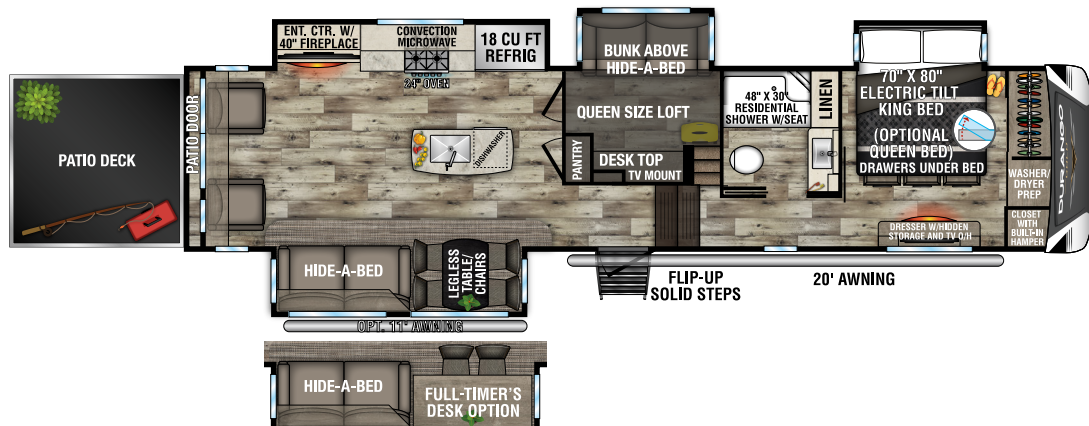 ENT. CTR. W/
40" FIREPLACE
CONVECTION
MICROWAVE
18 CU FT
REFRIG
24" OVEN
BUNK ABOVE
HIDE-A-BED
QUEEN SIZE LOFT
48" X 30"
RESIDENTIAL
SHOWER W/SEAT
LINEN
70" X 80"
ELECTRIC TILT
KING BED
(OPTIONAL
QUEEN BED)
DRAWERS UNDER BED
PATIO DECK
PATIO DOOR
DISHWASHER
PANTRY
DESK TOP
TV MOUNT
WASHER/
DRYER
PREP
DURANGO
CLOSET
WITH
BUILT-IN
HAMPER
DRESSER W/HIDDEN
STORAGE AND TV O/H
HIDE-A-BED
LEGLESS
TABLE/
CHAIRS
FLIP-UP
SOLID STEPS
20' AWNING
OPT. 11' AWNING
HIDE-A-BED
FULL-TIMER'S
DESK OPTION